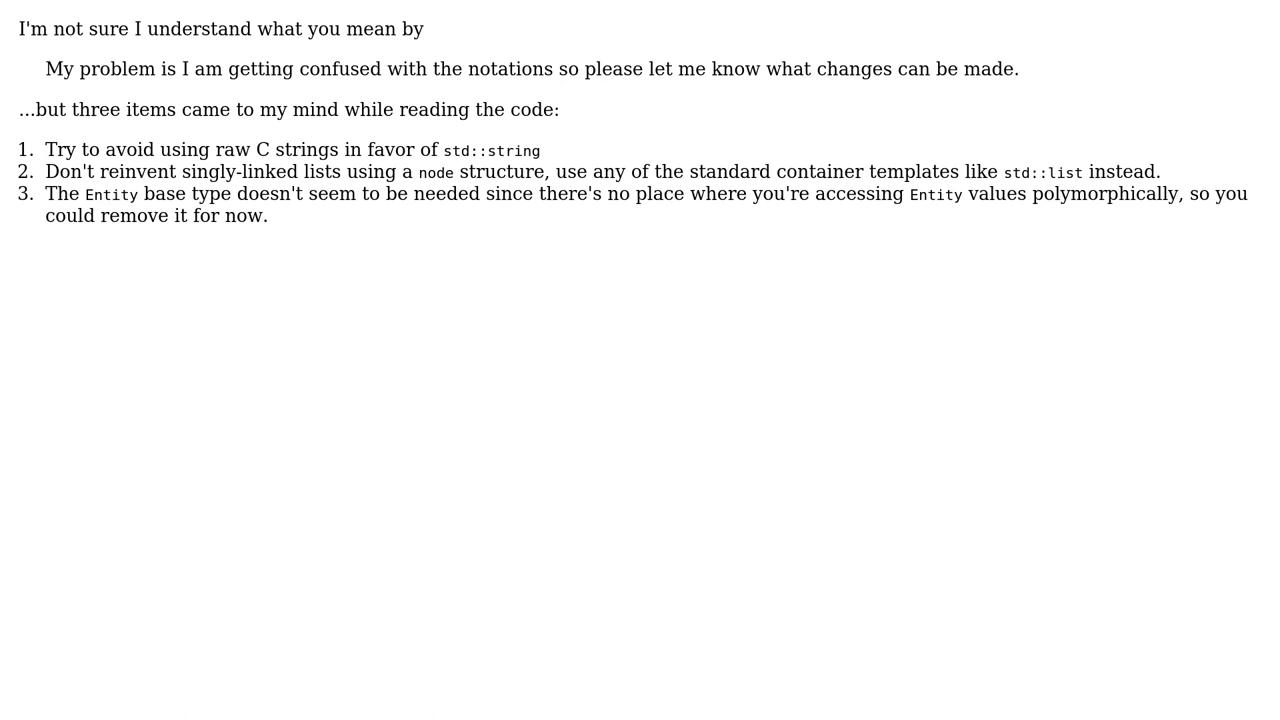 I'm not sure I understand what you mean by
My problem is I am getting confused with the notations so please let me know what changes can be made.
...but three items came to my mind while reading the code:
1. Try to avoid using raw C strings in favor of std::string
2. Don't reinvent singly-linked lists using a node structure, use any of the standard container templates like std::list instead.
3. The Entity base type doesn't seem to be needed since there's no place where you're accessing Entity values polymorphically, so you
could remove it for now.